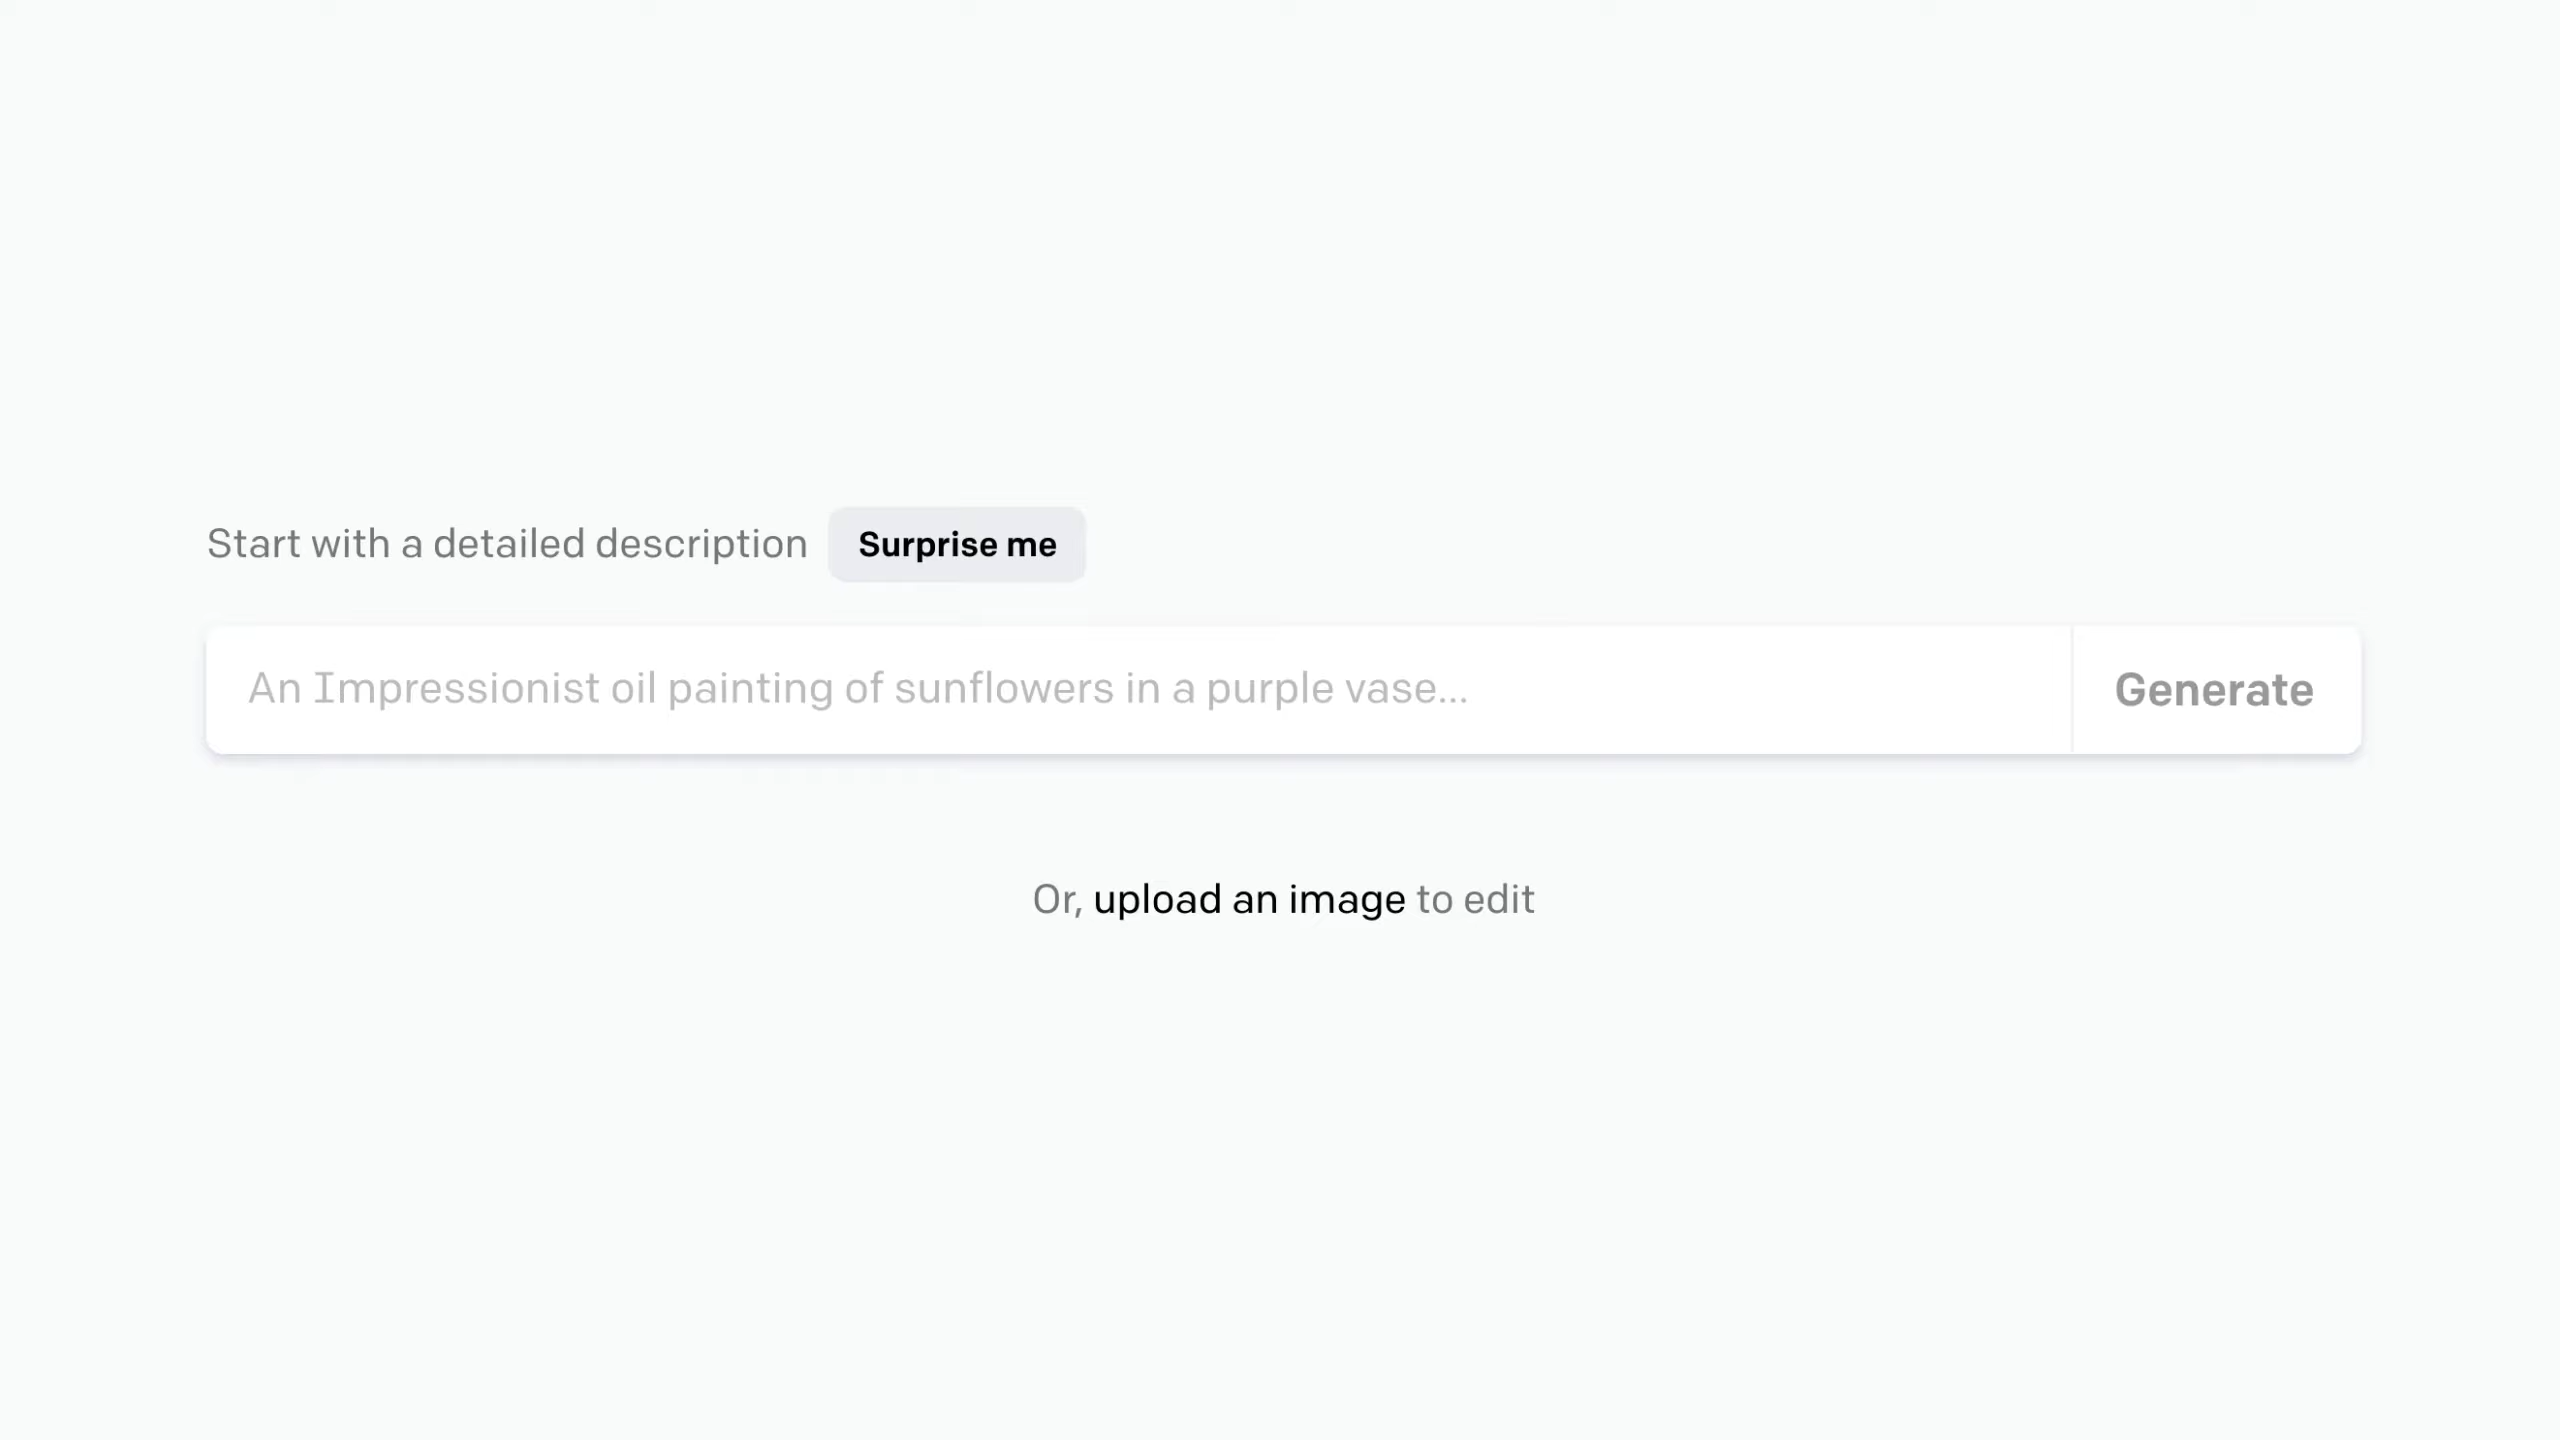 Start with a detailed description Surprise me
An Impressionist oil painting of sunflowers in a purple vase...
Generate
Or, upload an image to edit